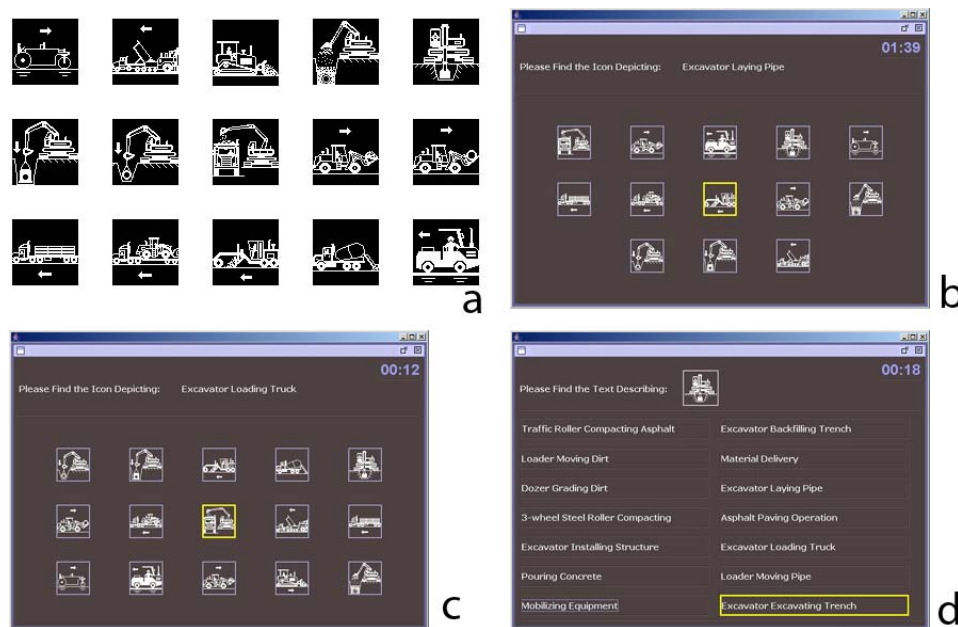 a
01:39
Please Find the Icon Depicting: Excavator Laying Pipe
b
00:12
Please Find the Icon Depicting: Excavator Loading Truck
c
00:18
Please Find the Text Describing:
Traffic Roller Compacting Asphalt Excavator Backfilling Trench
Loader Moving Dirt Material Delivery
Dozer Grading Dirt Excavator Laying Pipe
3-wheel Steel Roller Compacting Asphalt Paving Operation
Excavator Installing Structure Excavator Loading Truck
Pouring Concrete Loader Moving Pipe
Mobilizing Equipment Excavator Excavating Trench
d